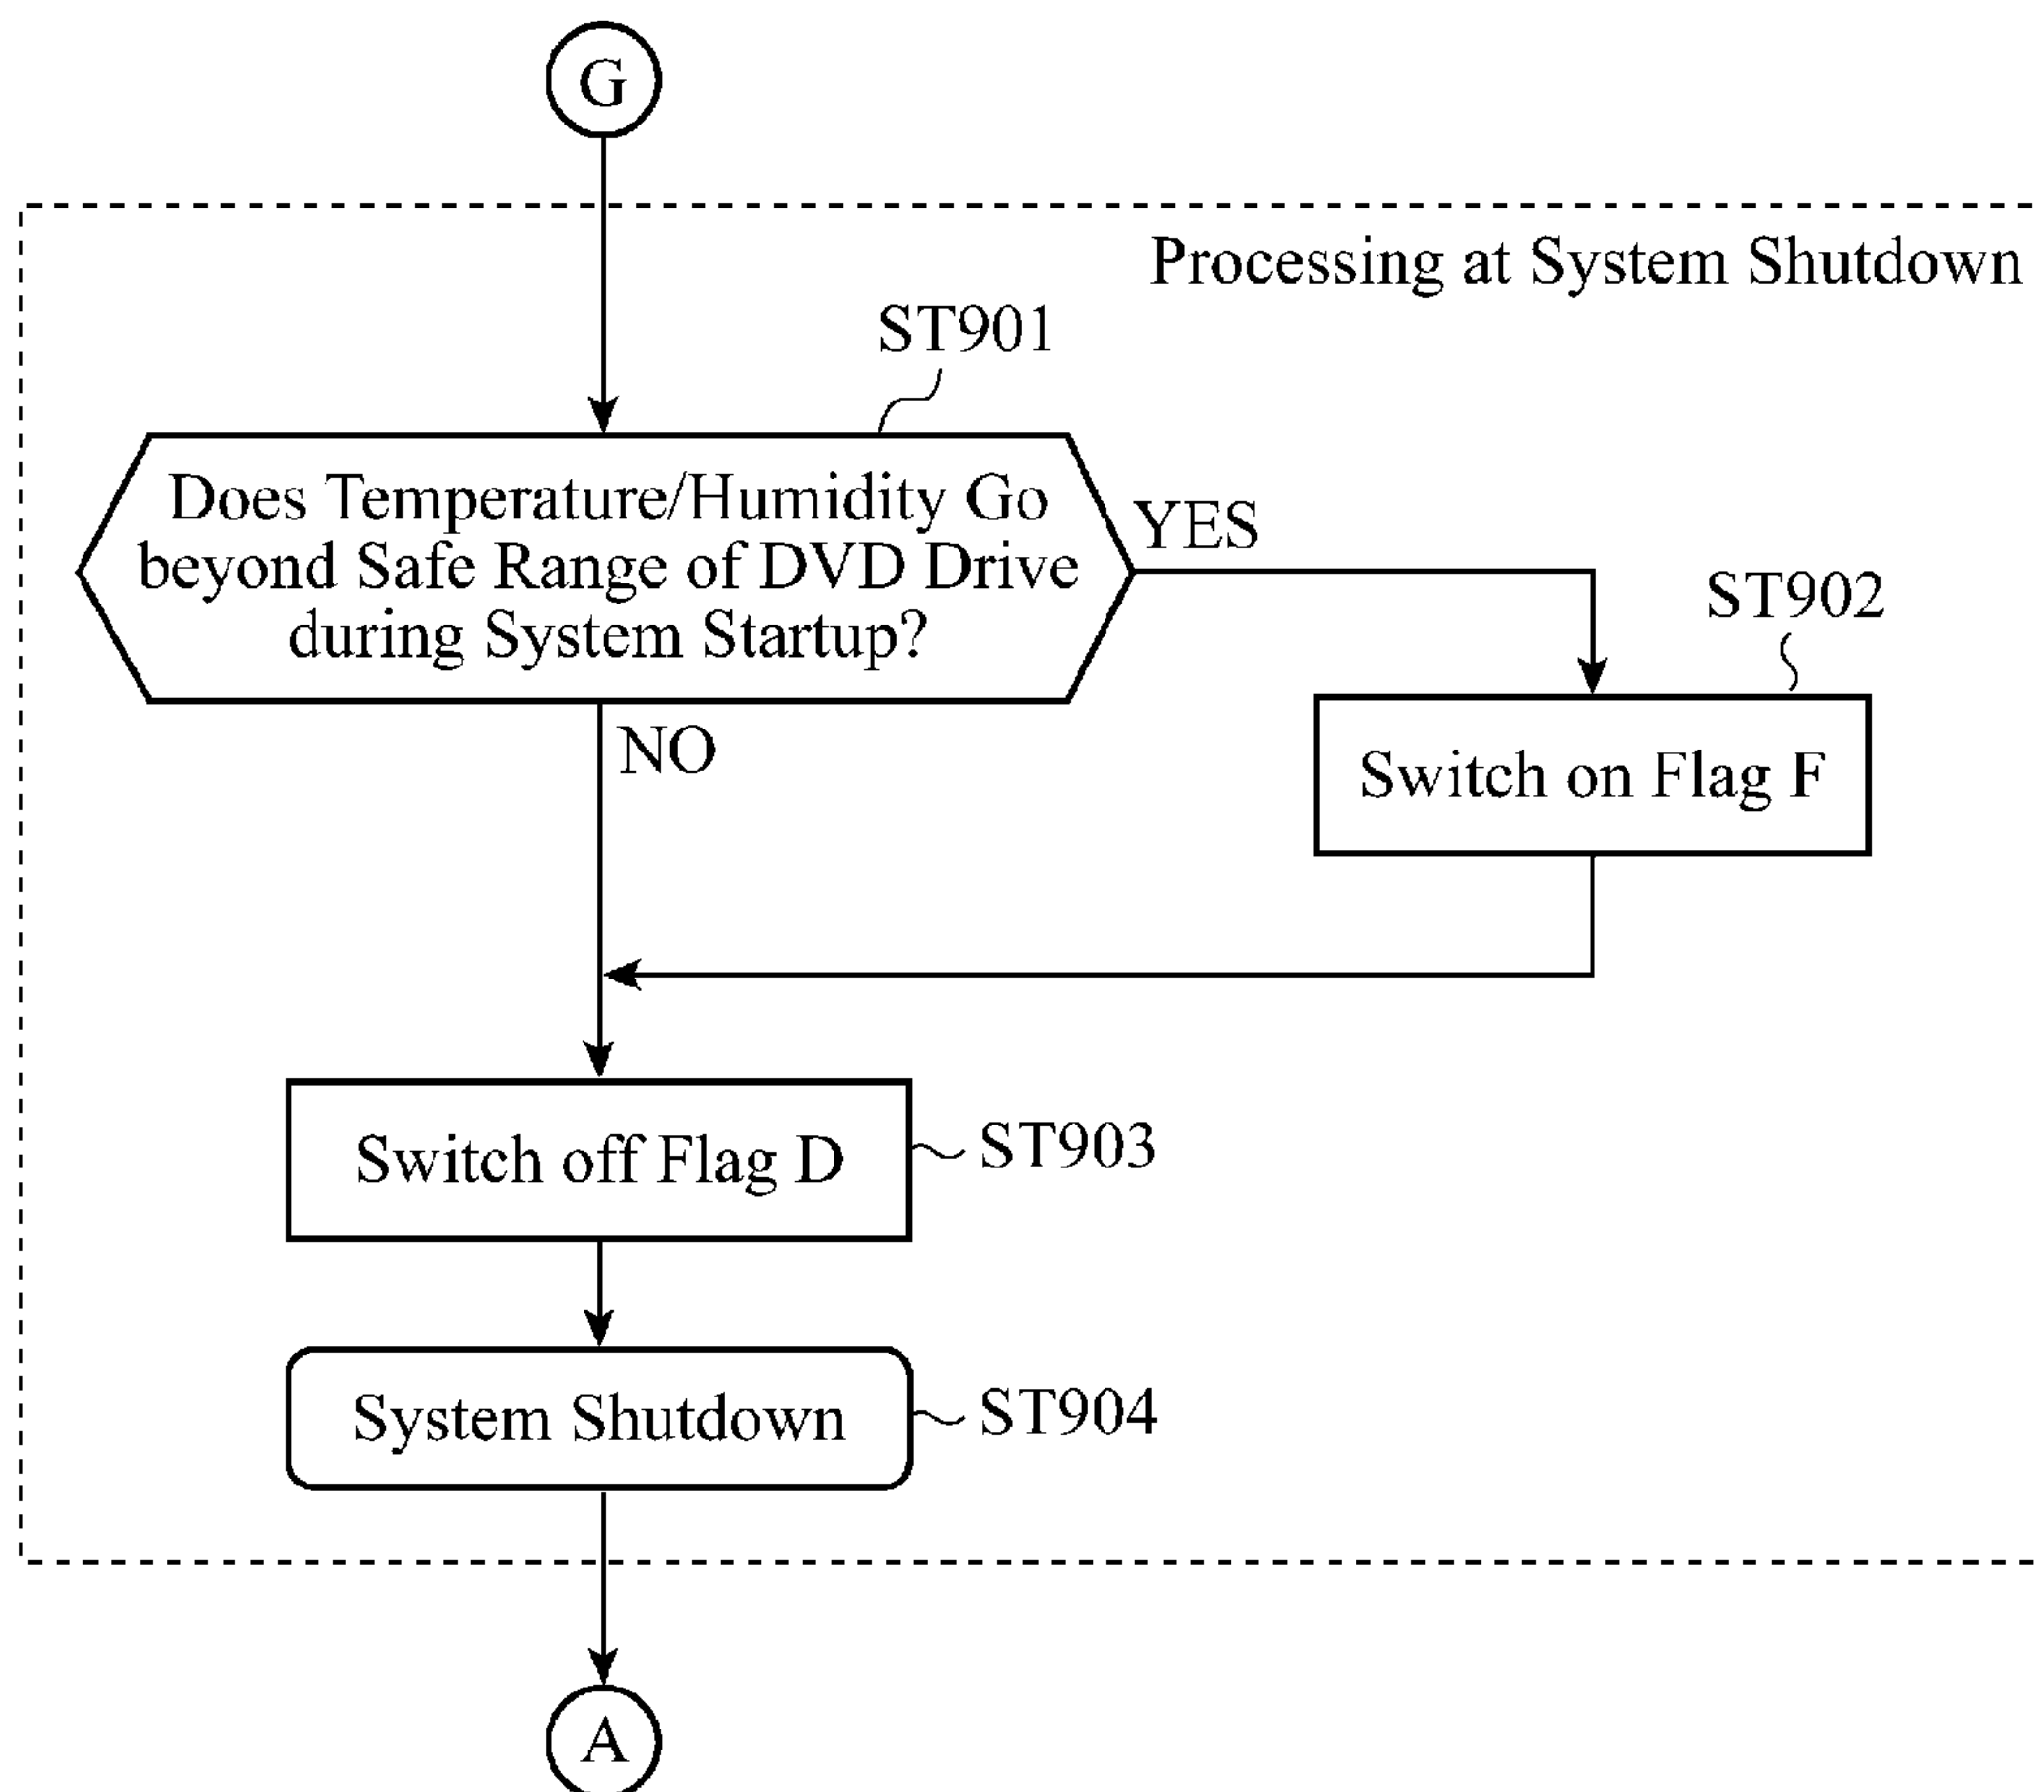 G
Processing at System Shutdown
ST901
Does Temperature/Humidity Go
beyond Safe Range of DVD Drive
during System Startup?
YES
ST902
Switch on Flag F
NO
Switch off Flag D
ST903
System Shutdown
ST904
A